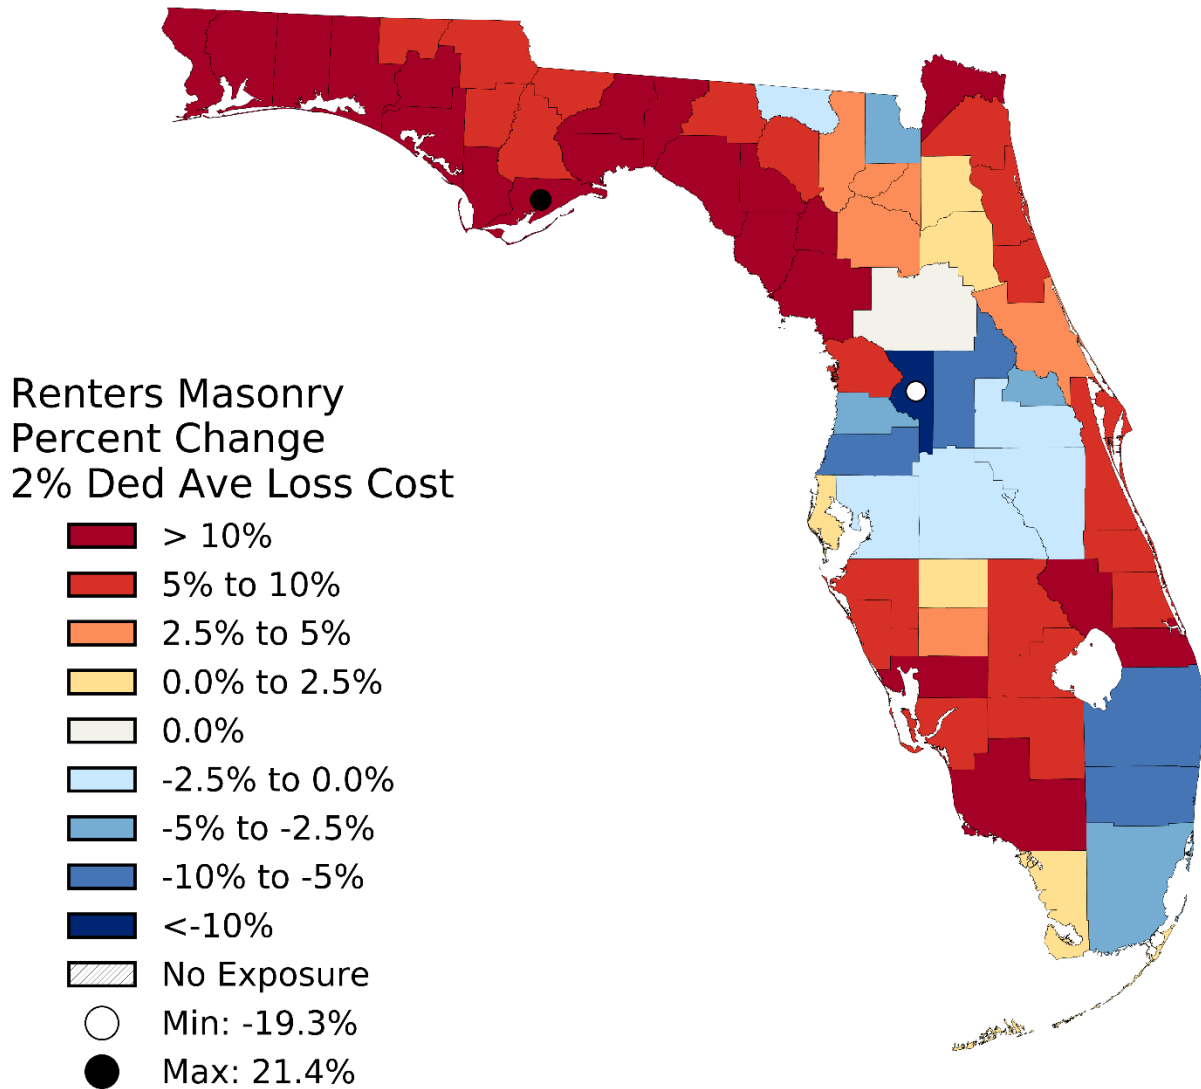 Renters Masonry
Percent Change
2% Ded Ave Loss Cost
> 10%
5% to 10%
2.5% to 5%
0.0% to 2.5%
0.0%
-2.5% to 0.0%
-5% to -2.5%
-10% to -5%
<-10%
No Exposure
Min: -19.3%
Max: 21.4%